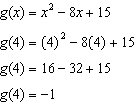 g(x) = x² − 8x + 15
g(4) = (4)² − 8(4) + 15
g(4) = 16 − 32 + 15
g(4) = −1